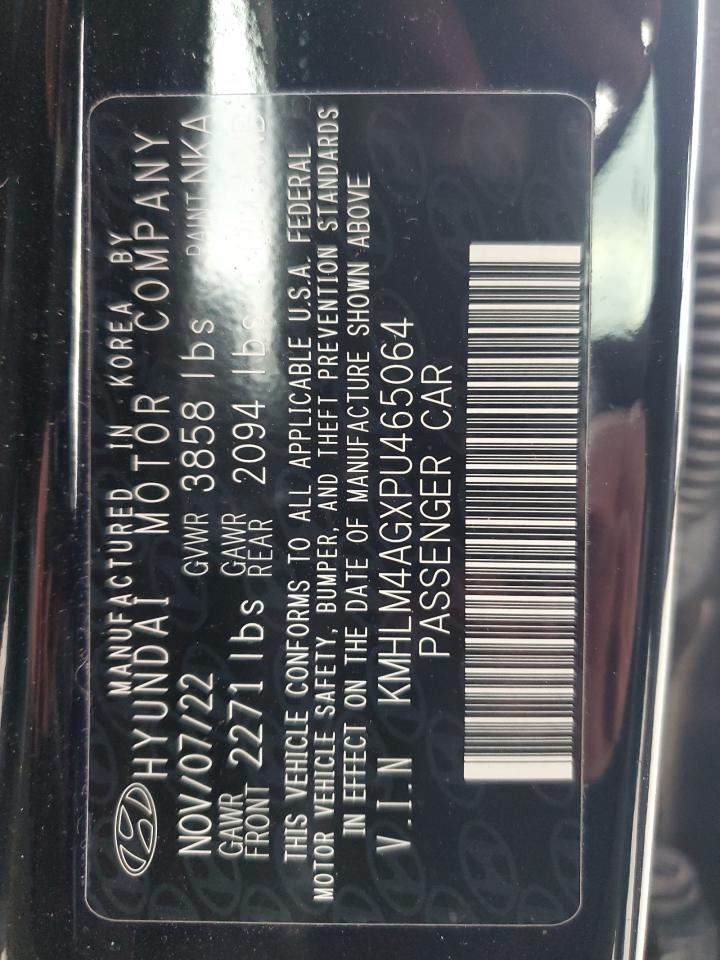 MANUFACTURED IN KOREA BY
HYUNDAI MOTOR COMPANY
NOV/07/22 GVWR 3858 lbs PAINT NKA
GAWR FRONT 2271 lbs GAWR REAR 2094 lbs
THIS VEHICLE CONFORMS TO ALL APPLICABLE U.S.A. FEDERAL
MOTOR VEHICLE SAFETY, BUMPER, AND THEFT PREVENTION STANDARDS
IN EFFECT ON THE DATE OF MANUFACTURE SHOWN ABOVE
V.I.N KMHLM4AGXPU465064
PASSENGER CAR